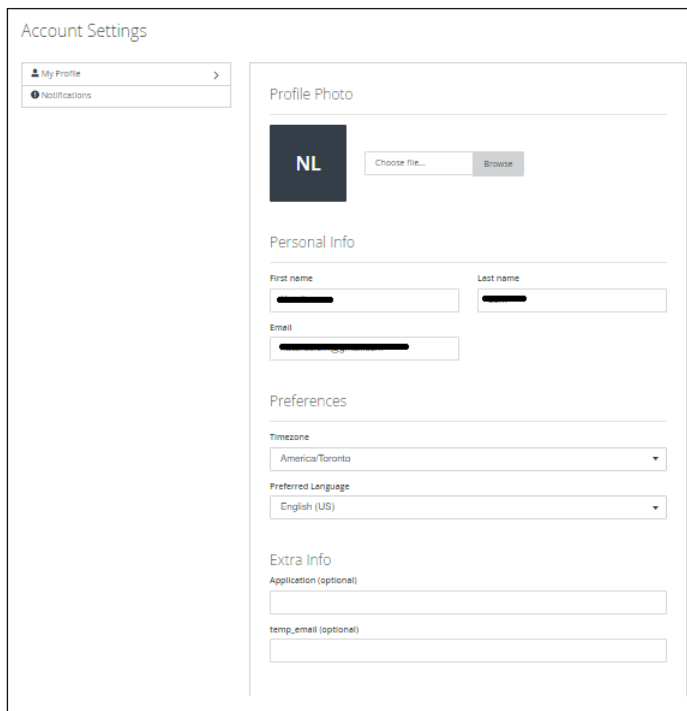 Account Settings
My Profile
Notifications
Profile Photo
NL
Choose file...
Browse
Personal Info
First name
Last name
Email
Preferences
Timezone
America/Toronto
Preferred Language
English (US)
Extra Info
Application (optional)
temp_email (optional)